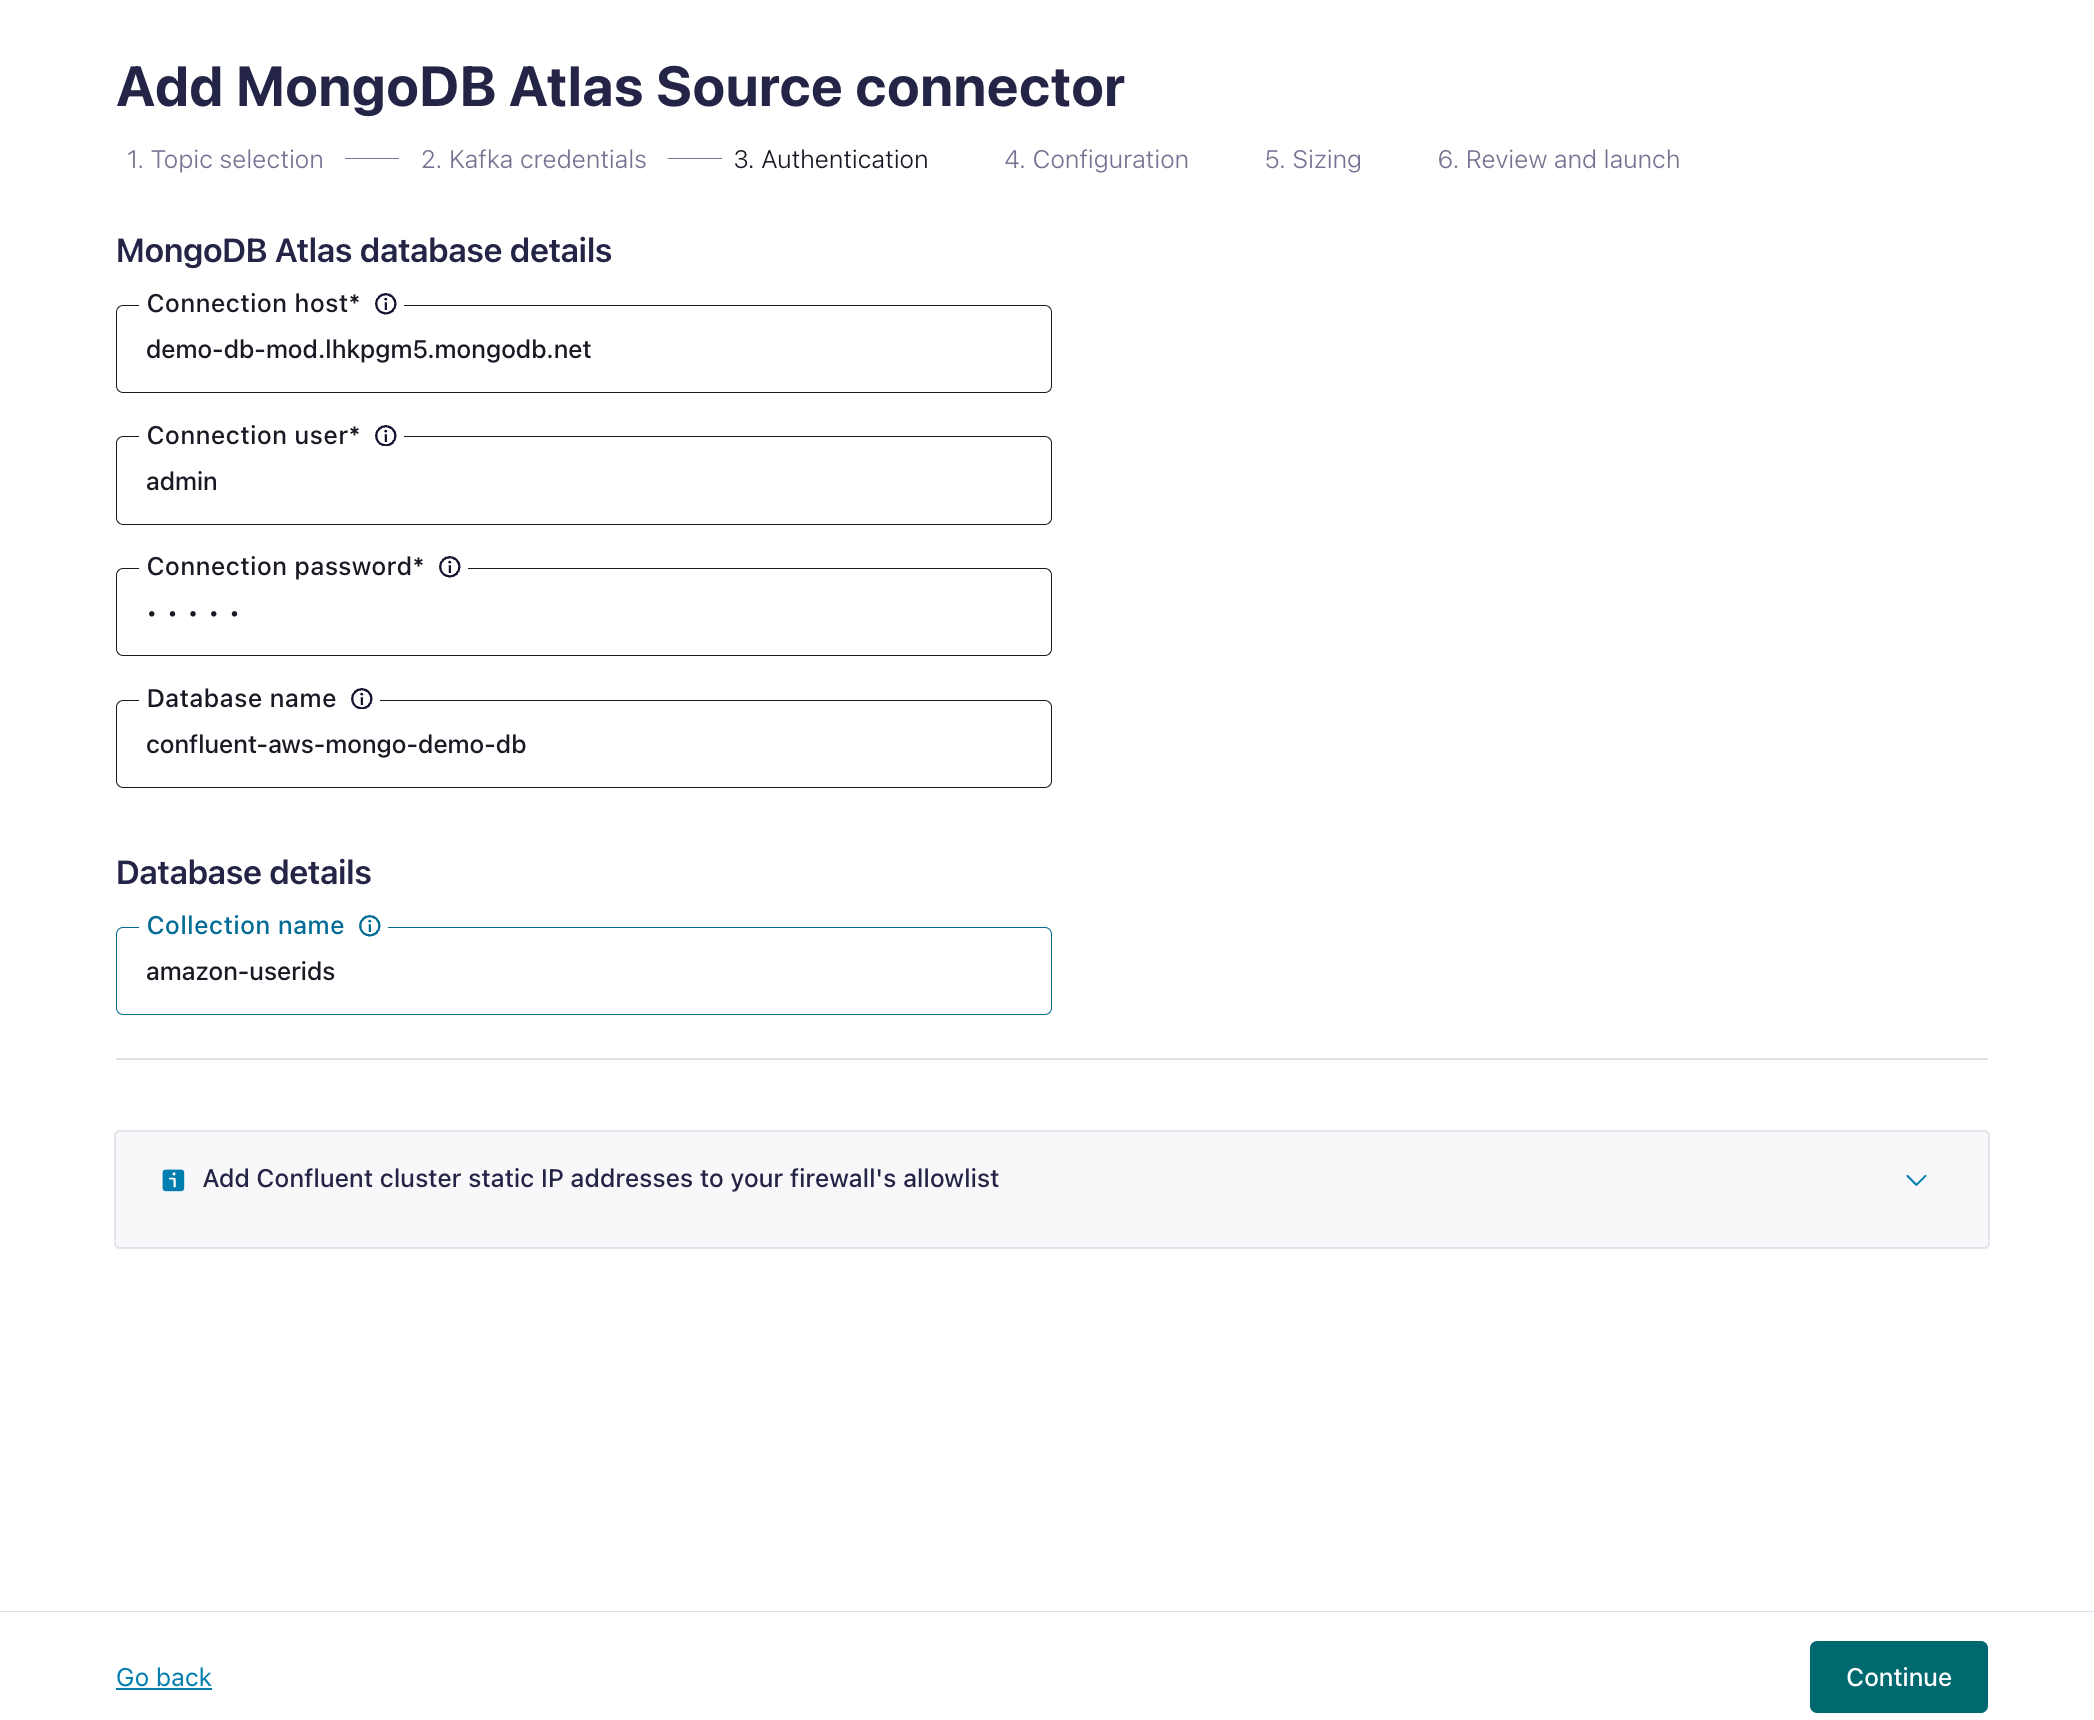 Add MongoDB Atlas Source connector
1. Topic selection 2. Kafka credentials 3. Authentication 4. Configuration 5. Sizing 6. Review and launch
MongoDB Atlas database details
Connection host*
demo-db-mod.lhkpgm5.mongodb.net
Connection user*
admin
Connection password*
• • • • •
Database name
confluent-aws-mongo-demo-db
Database details
Collection name
amazon-userids
Add Confluent cluster static IP addresses to your firewall's allowlist
Go back
Continue